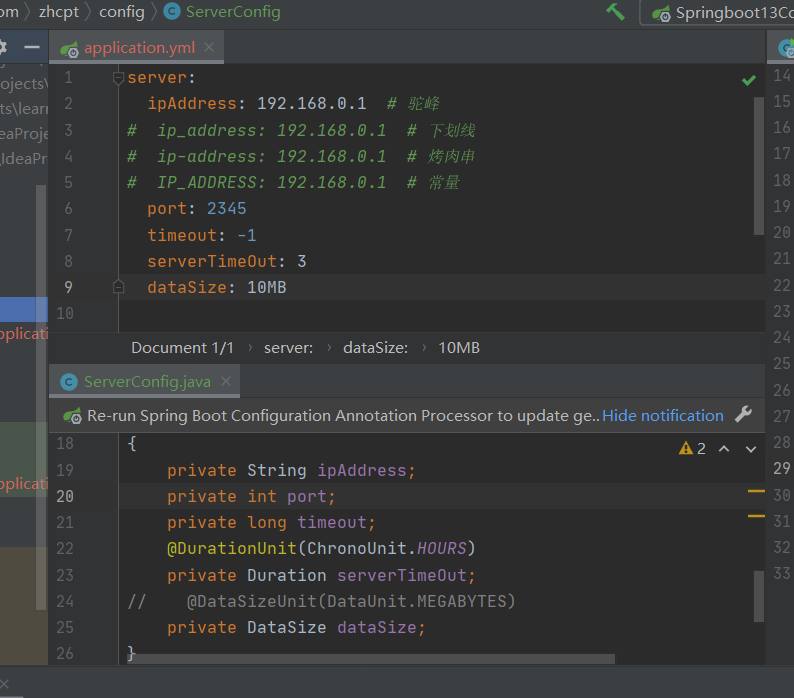 om › zhcpt › config › ServerConfig
Springboot13Co
application.yml
ojects\
ts\learn
eaProje
IdeaPr
pplicati
pplicati
1 server:
2 ipAddress: 192.168.0.1 # 驼峰
3 # ip_address: 192.168.0.1 # 下划线
4 # ip-address: 192.168.0.1 # 烤肉串
5 # IP_ADDRESS: 192.168.0.1 # 常量
6 port: 2345
7 timeout: -1
8 serverTimeOut: 3
9 dataSize: 10MB
10
Document 1/1 › server: › dataSize: › 10MB
ServerConfig.java
Re-run Spring Boot Configuration Annotation Processor to update ge.. Hide notification
18 {
2
19 private String ipAddress;
20 private int port;
21 private long timeout;
22 @DurationUnit(ChronoUnit.HOURS)
23 private Duration serverTimeOut;
24 // @DataSizeUnit(DataUnit.MEGABYTES)
25 private DataSize dataSize;
26 }
14
15
16
17
18
19
20
21
22
23
24
25
26
27
28
29
30
31
32
33